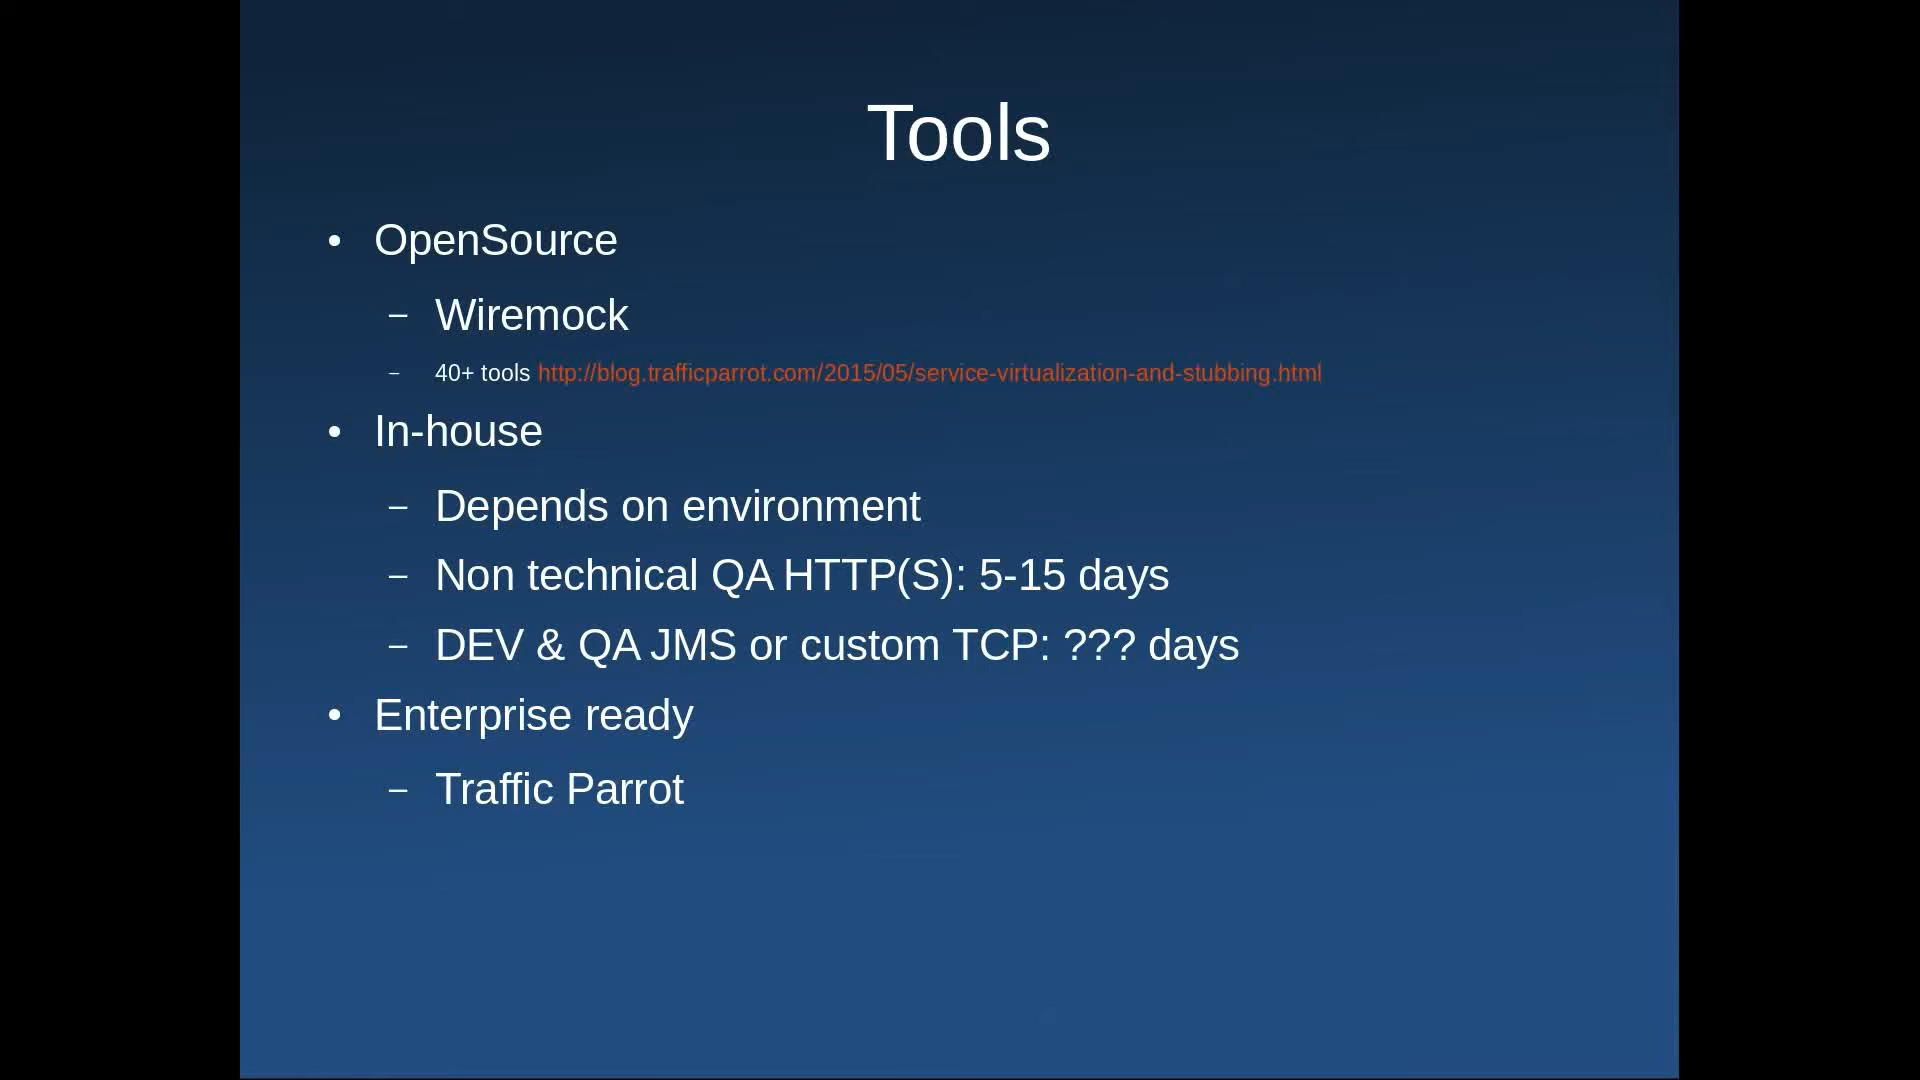 Tools
• OpenSource
– Wiremock
– 40+ tools http://blog.trafficparrot.com/2015/05/service-virtualization-and-stubbing.html
• In-house
– Depends on environment
– Non technical QA HTTP(S): 5-15 days
– DEV & QA JMS or custom TCP: ??? days
• Enterprise ready
– Traffic Parrot